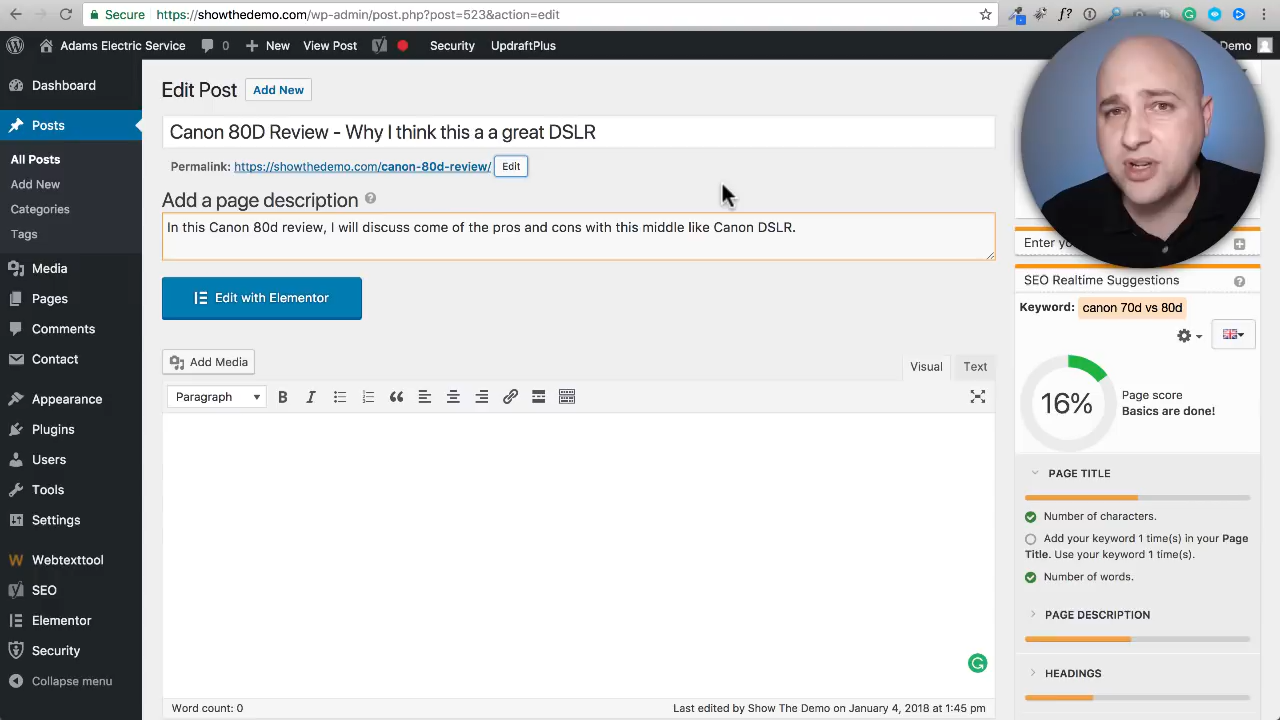 Secure https://showthedemo.com/wp-admin/post.php?post=523&action=edit
Adams Electric Service 0 New View Post Security UpdraftPlus Demo
Dashboard
Posts
All Posts
Add New
Categories
Tags
Media
Pages
Comments
Contact
Appearance
Plugins
Users
Tools
Settings
Webtexttool
SEO
Elementor
Security
Collapse menu
Edit Post Add New
Canon 80D Review - Why I think this a a great DSLR
Permalink: https://showthedemo.com/canon-80d-review/ Edit
Add a page description
In this Canon 80d review, I will discuss come of the pros and cons with this middle like Canon DSLR.
Edit with Elementor
Add Media
Visual Text
Paragraph B I
Word count: 0 Last edited by Show The Demo on January 4, 2018 at 1:45 pm
SEO Realtime Suggestions
Keyword: canon 70d vs 80d
16%
Page score
Basics are done!
PAGE TITLE
Number of characters.
Add your keyword 1 time(s) in your Page
Title. Use your keyword 1 time(s).
Number of words.
PAGE DESCRIPTION
HEADINGS